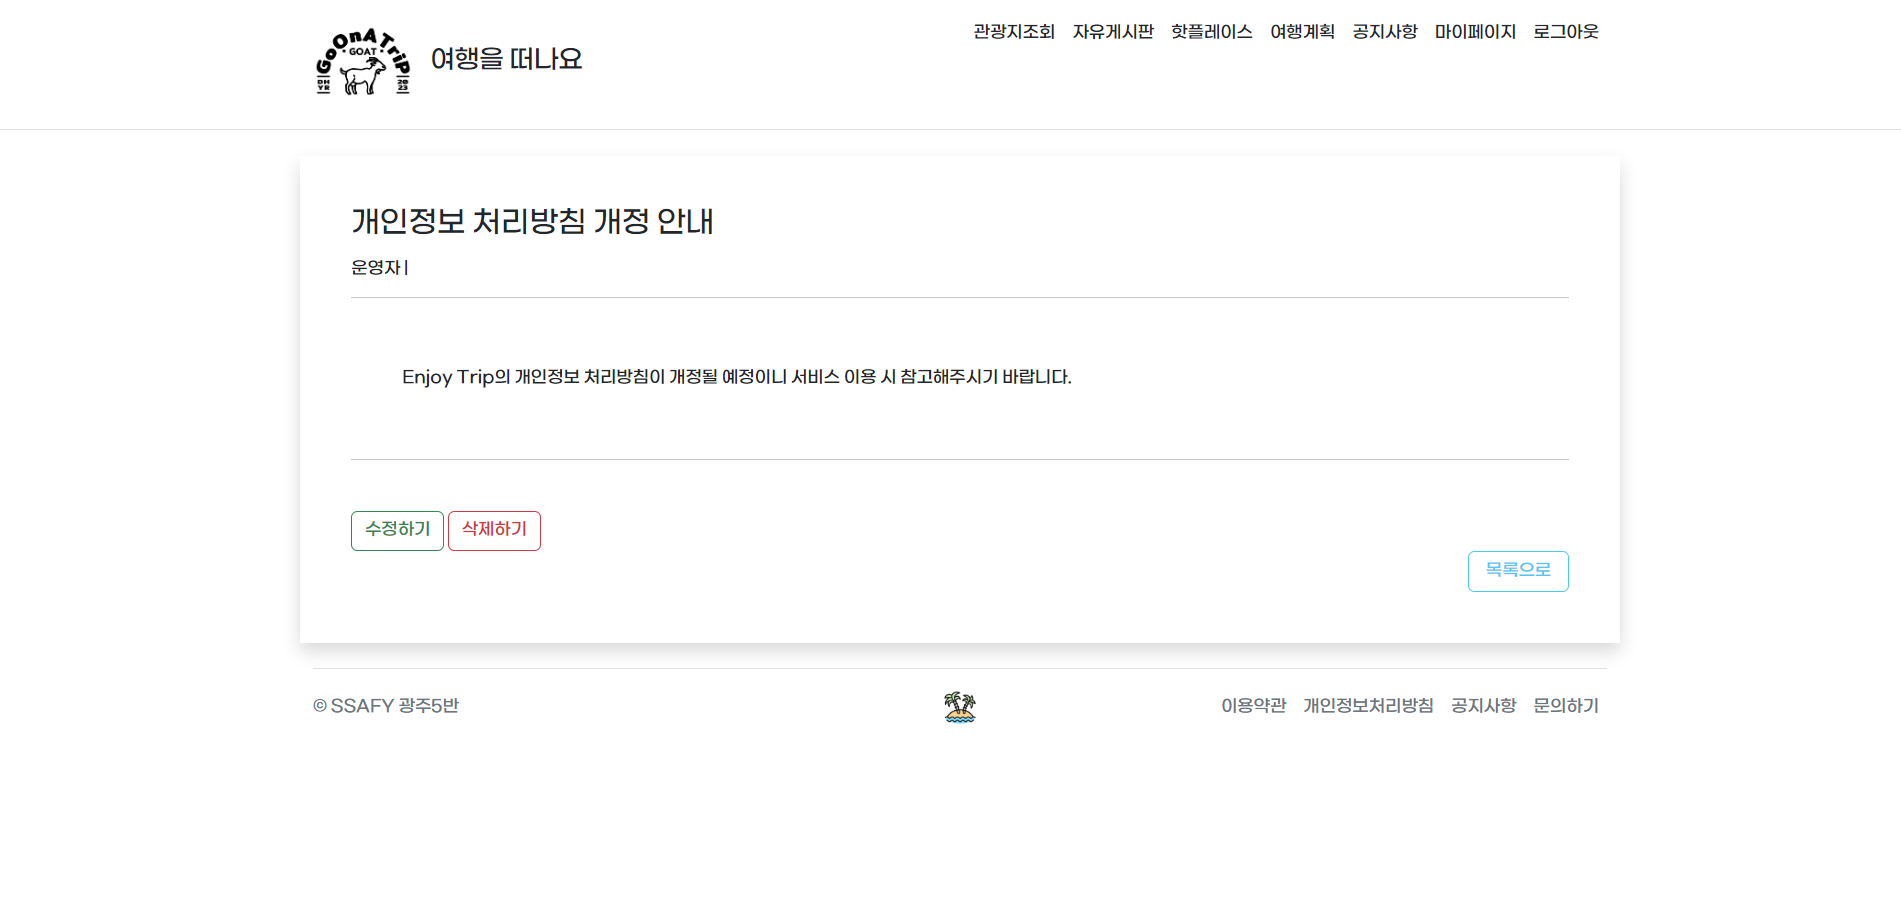 GoOnATriP
GOAT
DH
YR
20
23
여행을 떠나요
관광지조회 자유게시판 핫플레이스 여행계획 공지사항 마이페이지 로그아웃
개인정보 처리방침 개정 안내
운영자 |
Enjoy Trip의 개인정보 처리방침이 개정될 예정이니 서비스 이용 시 참고해주시기 바랍니다.
수정하기 삭제하기
목록으로
© SSAFY 광주5반
이용약관 개인정보처리방침 공지사항 문의하기